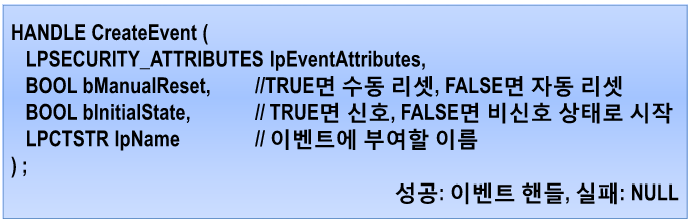 HANDLE CreateEvent (
LPSECURITY_ATTRIBUTES lpEventAttributes,
BOOL bManualReset, //TRUE면 수동 리셋, FALSE면 자동 리셋
BOOL bInitialState, // TRUE면 신호, FALSE면 비신호 상태로 시작
LPCTSTR lpName // 이벤트에 부여할 이름
) ;
성공: 이벤트 핸들, 실패: NULL